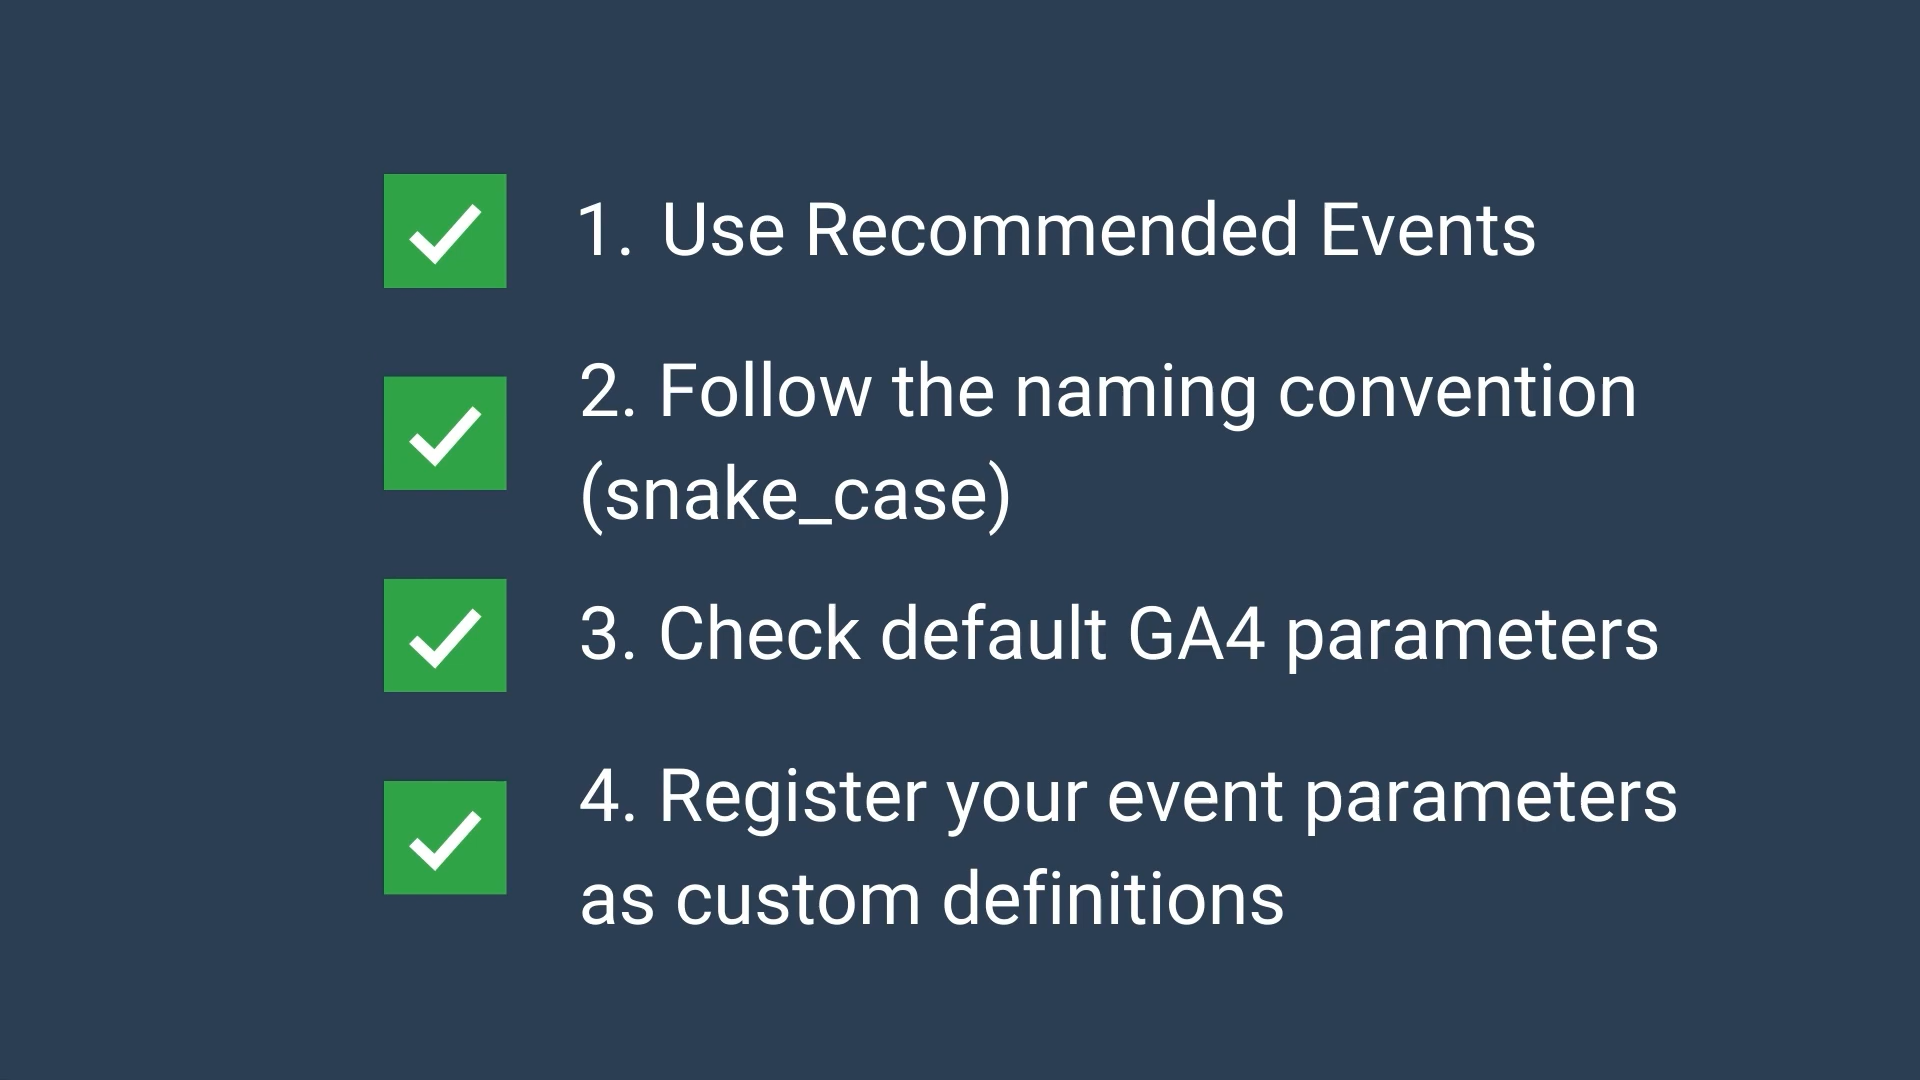 1. Use Recommended Events
2. Follow the naming convention
(snake_case)
3. Check default GA4 parameters
4. Register your event parameters
as custom definitions